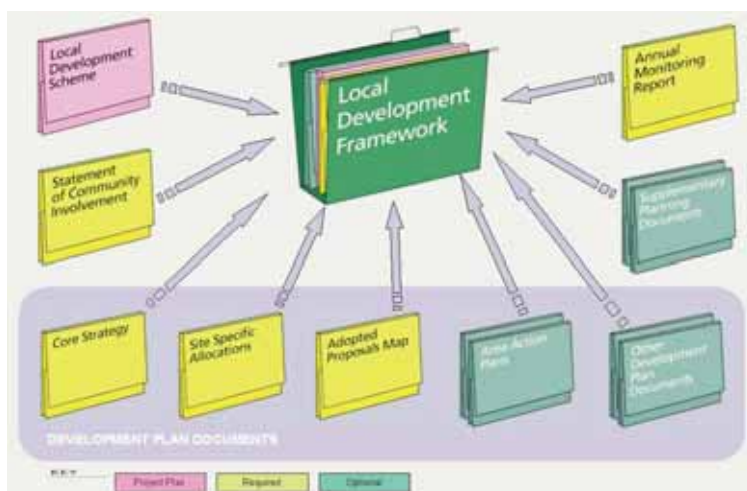 Local
Development
Scheme
Local
Development
Framework
Annual
Monitoring
Report
Statement
of Community
Involvement
Supplementary
Planning
Documents
Core Strategy
Site Specific
Allocations
Adopted
Proposals Map
Area Action
Plans
Other
Development
Plan
Documents
DEVELOPMENT PLAN DOCUMENTS
KEY
Project Plan
Required
Optional